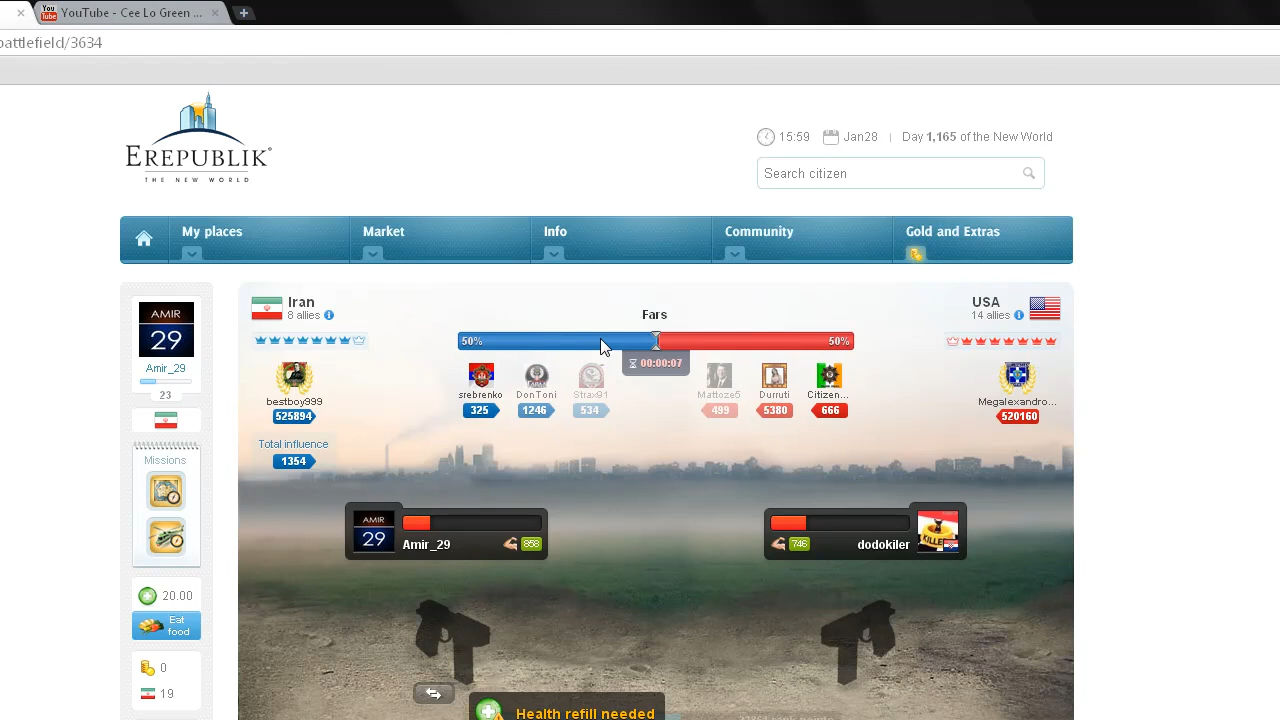 YouTube - Cee Lo Green ...
battlefield/3634
EREPUBLIK
THE NEW WORLD
15:59 Jan28 Day 1,165 of the New World
Search citizen
My places Market Info Community Gold and Extras
AMIR
29
Amir_29
23
Missions
20.00
Eat
food
0
19
Iran
8 allies
Fars
USA
14 allies
50% 50%
00:00:07
bestboy999
525894
srebrenko DonToni Strax91 Mattoze5 Durruti Citizen...
325 1246 534 499 5380 666
Megalexandro...
520160
Total influence
1354
AMIR
29
Amir_29 858
746 dodokiler
KILLE
Health refill needed